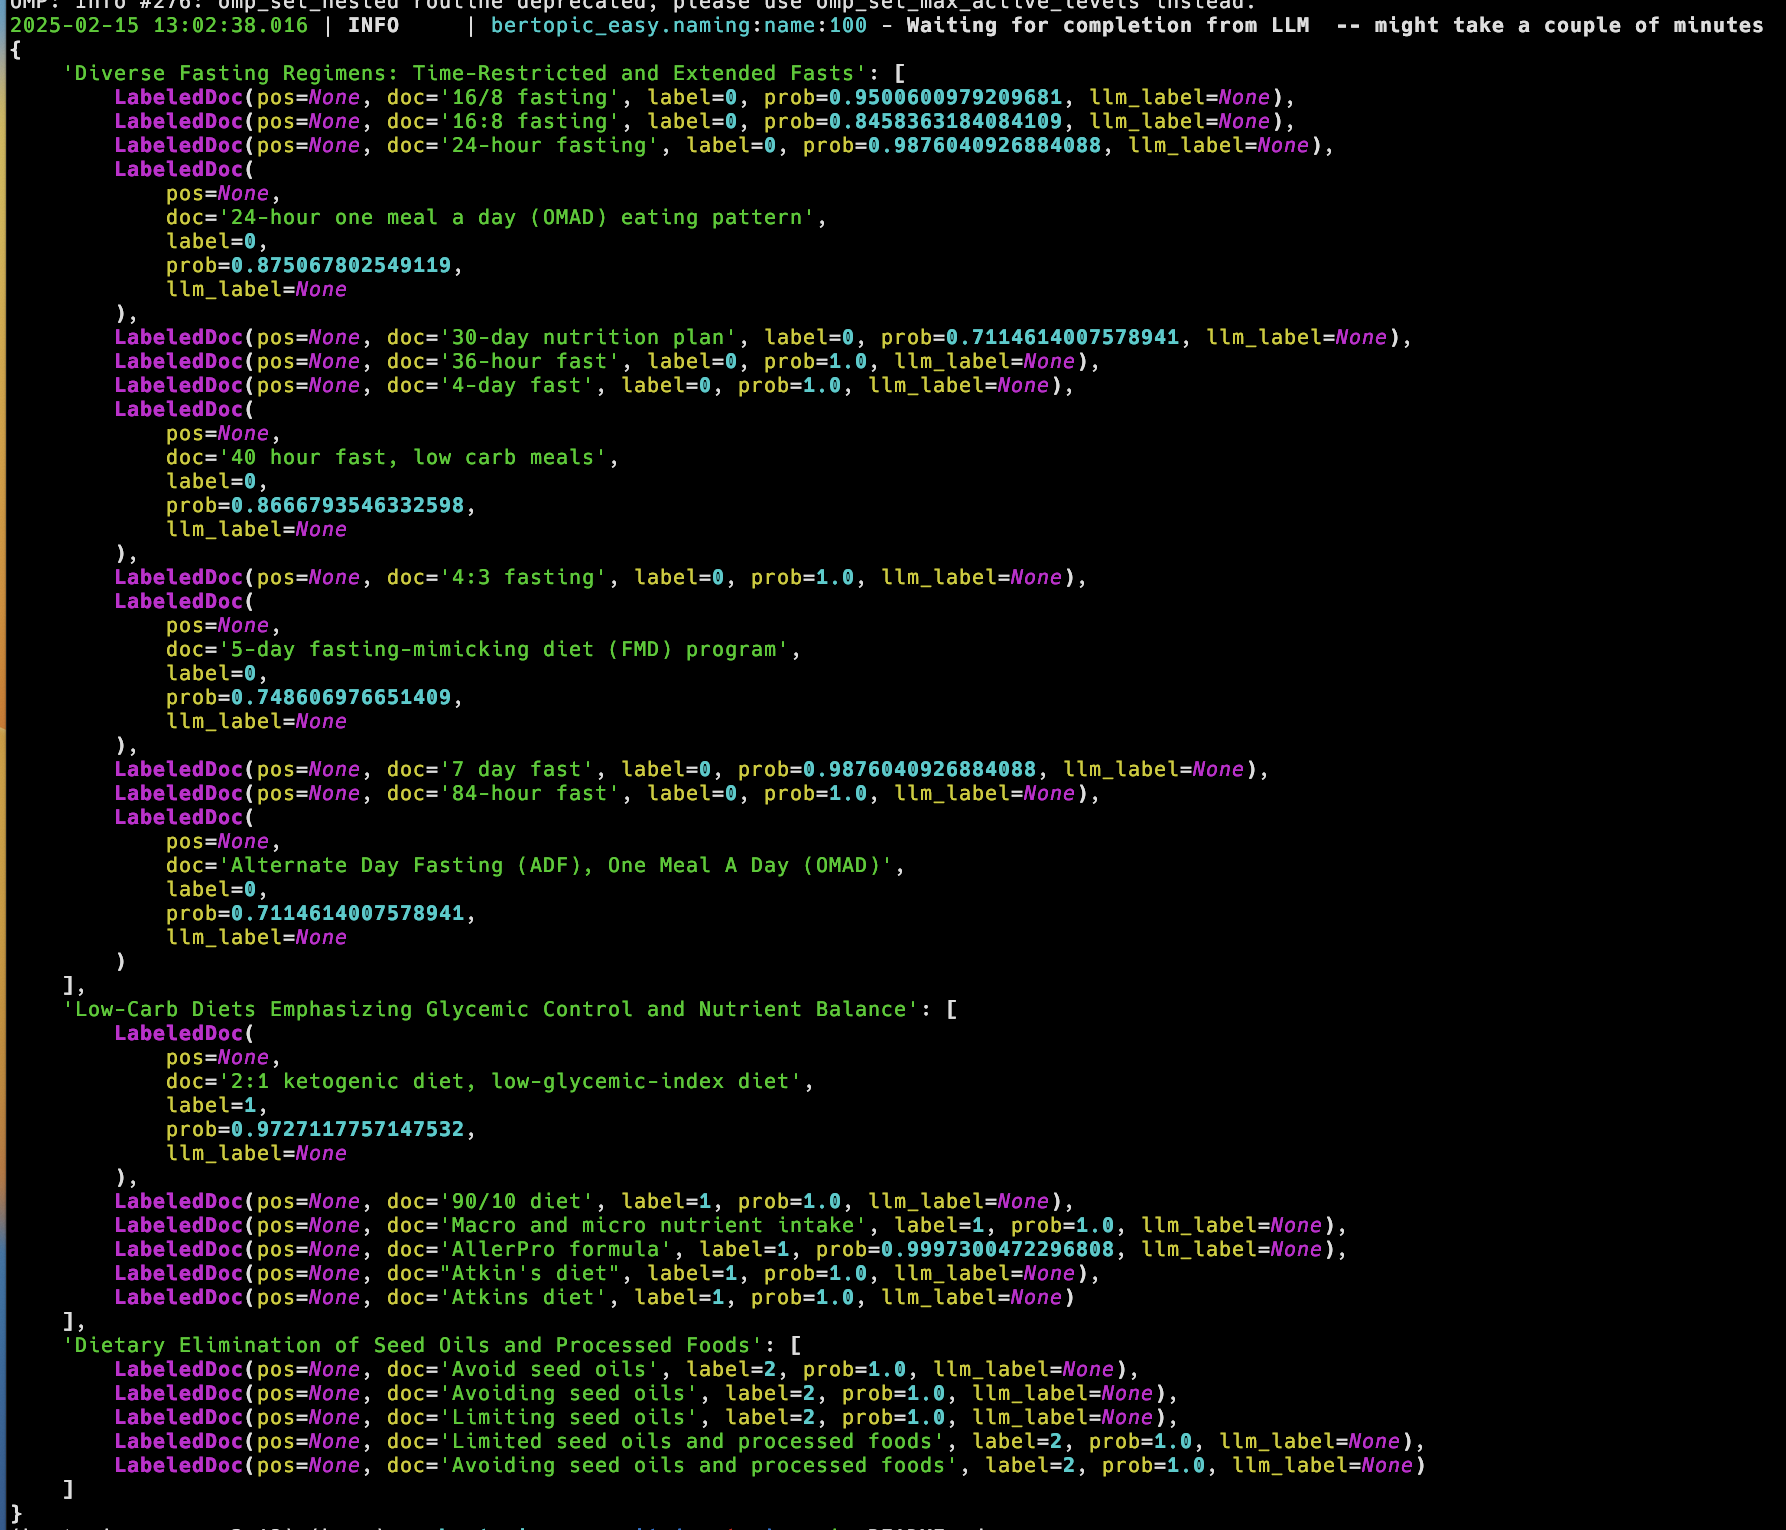 OMP: Info #276: omp_set_nested routine deprecated, please use omp_set_max_active_levels instead.
2025-02-15 13:02:38.016 | INFO     | bertopic_easy.naming:name:100 - Waiting for completion from LLM  -- might take a couple of minutes
{
    'Diverse Fasting Regimens: Time-Restricted and Extended Fasts': [
        LabeledDoc(pos=None, doc='16/8 fasting', label=0, prob=0.9500600979209681, llm_label=None),
        LabeledDoc(pos=None, doc='16:8 fasting', label=0, prob=0.8458363184084109, llm_label=None),
        LabeledDoc(pos=None, doc='24-hour fasting', label=0, prob=0.9876040926884088, llm_label=None),
        LabeledDoc(
            pos=None,
            doc='24-hour one meal a day (OMAD) eating pattern',
            label=0,
            prob=0.875067802549119,
            llm_label=None
        ),
        LabeledDoc(pos=None, doc='30-day nutrition plan', label=0, prob=0.7114614007578941, llm_label=None),
        LabeledDoc(pos=None, doc='36-hour fast', label=0, prob=1.0, llm_label=None),
        LabeledDoc(pos=None, doc='4-day fast', label=0, prob=1.0, llm_label=None),
        LabeledDoc(
            pos=None,
            doc='40 hour fast, low carb meals',
            label=0,
            prob=0.8666793546332598,
            llm_label=None
        ),
        LabeledDoc(pos=None, doc='4:3 fasting', label=0, prob=1.0, llm_label=None),
        LabeledDoc(
            pos=None,
            doc='5-day fasting-mimicking diet (FMD) program',
            label=0,
            prob=0.748606976651409,
            llm_label=None
        ),
        LabeledDoc(pos=None, doc='7 day fast', label=0, prob=0.9876040926884088, llm_label=None),
        LabeledDoc(pos=None, doc='84-hour fast', label=0, prob=1.0, llm_label=None),
        LabeledDoc(
            pos=None,
            doc='Alternate Day Fasting (ADF), One Meal A Day (OMAD)',
            label=0,
            prob=0.7114614007578941,
            llm_label=None
        )
    ],
    'Low-Carb Diets Emphasizing Glycemic Control and Nutrient Balance': [
        LabeledDoc(
            pos=None,
            doc='2:1 ketogenic diet, low-glycemic-index diet',
            label=1,
            prob=0.9727117757147532,
            llm_label=None
        ),
        LabeledDoc(pos=None, doc='90/10 diet', label=1, prob=1.0, llm_label=None),
        LabeledDoc(pos=None, doc='Macro and micro nutrient intake', label=1, prob=1.0, llm_label=None),
        LabeledDoc(pos=None, doc='AllerPro formula', label=1, prob=0.9997300472296808, llm_label=None),
        LabeledDoc(pos=None, doc="Atkin's diet", label=1, prob=1.0, llm_label=None),
        LabeledDoc(pos=None, doc='Atkins diet', label=1, prob=1.0, llm_label=None)
    ],
    'Dietary Elimination of Seed Oils and Processed Foods': [
        LabeledDoc(pos=None, doc='Avoid seed oils', label=2, prob=1.0, llm_label=None),
        LabeledDoc(pos=None, doc='Avoiding seed oils', label=2, prob=1.0, llm_label=None),
        LabeledDoc(pos=None, doc='Limiting seed oils', label=2, prob=1.0, llm_label=None),
        LabeledDoc(pos=None, doc='Limited seed oils and processed foods', label=2, prob=1.0, llm_label=None),
        LabeledDoc(pos=None, doc='Avoiding seed oils and processed foods', label=2, prob=1.0, llm_label=None)
    ]
}